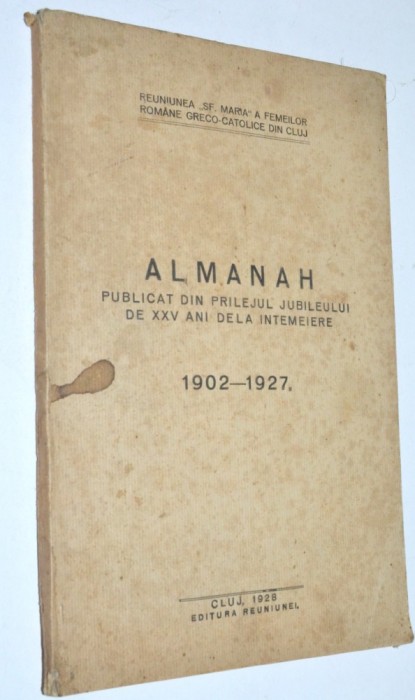 REUNIUNEA „SF. MARIA" A FEMEILOR
ROMÂNE GRECO-CATOLICE DIN CLUJ
ALMANAH
PUBLICAT DIN PRILEJUL JUBILEULUI
DE XXV ANI DELA INTEMEIERE
1902—1927.
CLUJ, 1928
EDITURA REUNIUNEI.